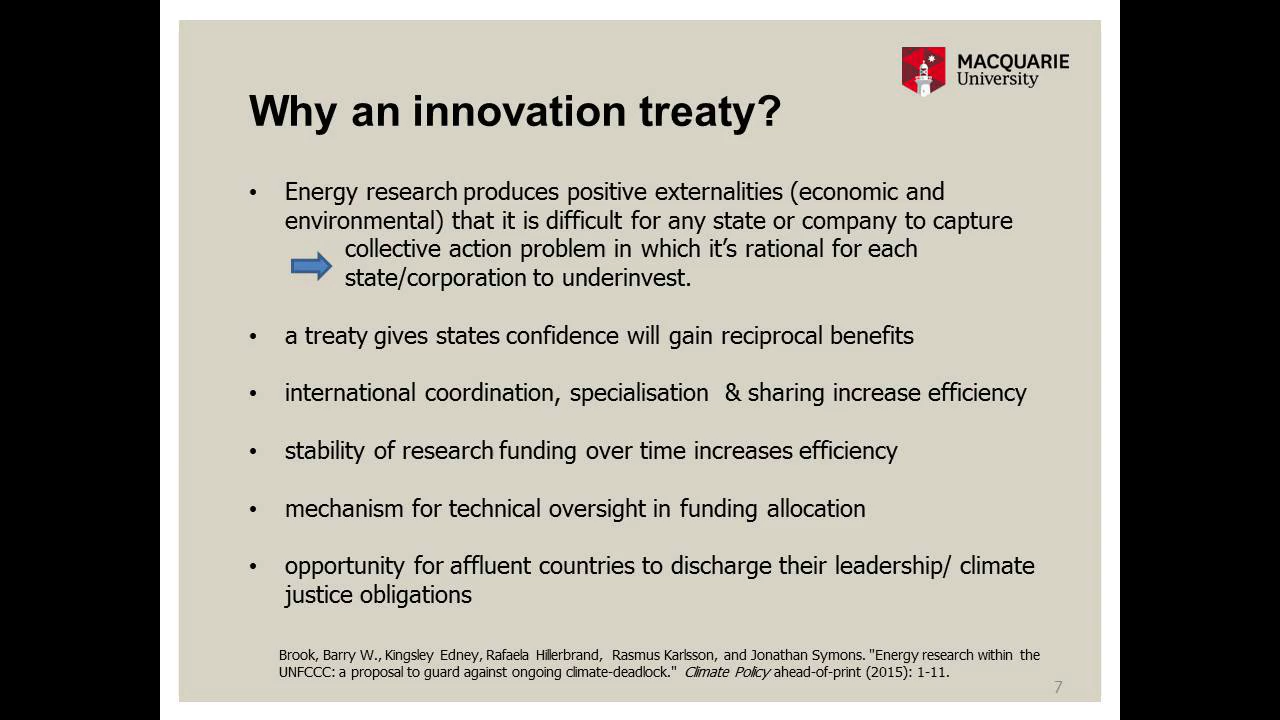 MACQUARIE
University
Why an innovation treaty?
• Energy research produces positive externalities (economic and
environmental) that it is difficult for any state or company to capture
collective action problem in which it's rational for each
state/corporation to underinvest.
• a treaty gives states confidence will gain reciprocal benefits
• international coordination, specialisation & sharing increase efficiency
• stability of research funding over time increases efficiency
• mechanism for technical oversight in funding allocation
• opportunity for affluent countries to discharge their leadership/ climate
justice obligations
Brook, Barry W., Kingsley Edney, Rafaela Hillerbrand, Rasmus Karlsson, and Jonathan Symons. "Energy research within the
UNFCCC: a proposal to guard against ongoing climate-deadlock." Climate Policy ahead-of-print (2015): 1-11.
7